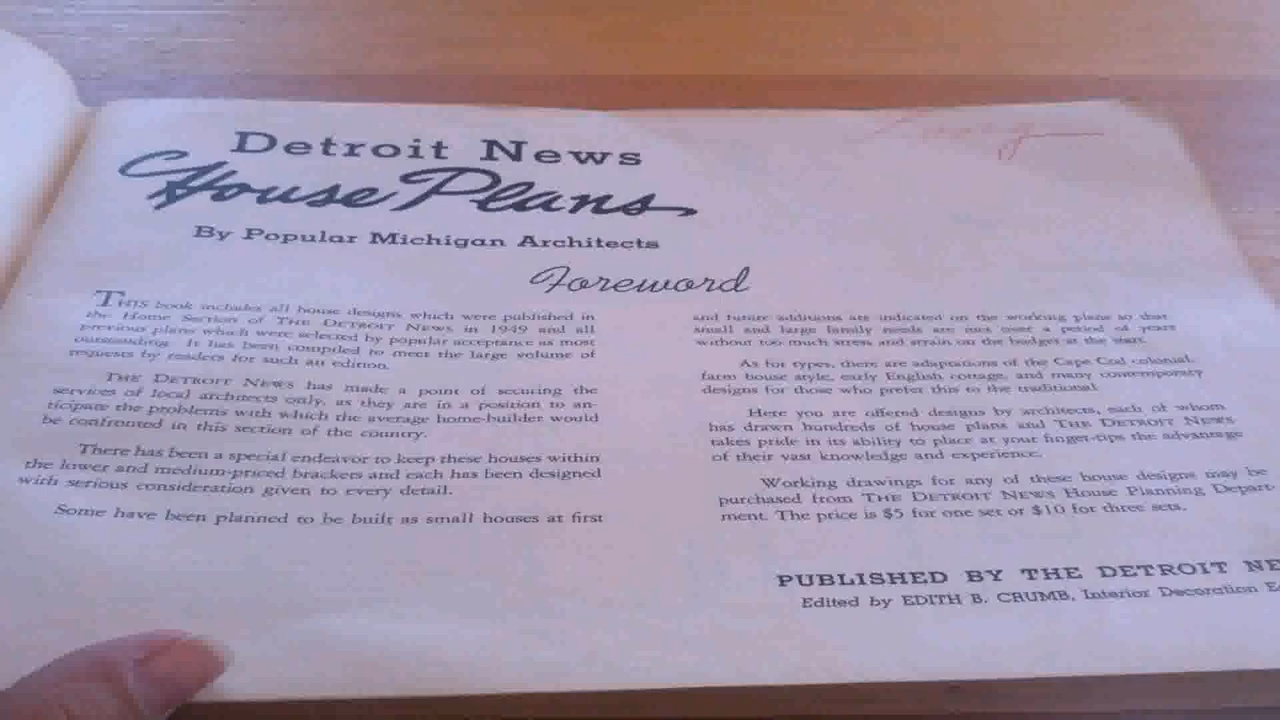 Detroit News
House Plans
By Popular Michigan Architects
Foreword
THIS book includes all house designs which were published in
the Home Section of THE DETROIT NEWS in 1949 and all
previous plans which were selected by popular acceptance as most
outstanding. It has been compiled to meet the large volume of
requests by readers for such an edition.
THE DETROIT NEWS has made a point of securing the
services of local architects only, as they are in a position to an-
ticipate the problems with which the average home-builder would
be confronted in this section of the country.
There has been a special endeavor to keep these houses within
the lower and medium-priced brackets and each has been designed
with serious consideration given to every detail.
Some have been planned to be built as small houses at first
and future additions are indicated on the working plans so that
small and large family needs are met over a period of years
without too much stress and strain on the budget at the start.
As for types, there are adaptations of the Cape Cod colonial,
farm house style, early English cottage, and many contemporary
designs for those who prefer this to the traditional.
Here you are offered designs by architects, each of whom
has drawn hundreds of house plans and THE DETROIT NEWS
takes pride in its ability to place at your finger-tips the advantage
of their vast knowledge and experience.
Working drawings for any of these house designs may be
purchased from THE DETROIT NEWS House Planning Depart-
ment. The price is $5 for one set or $10 for three sets.
PUBLISHED BY THE DETROIT NE
Edited by EDITH B. CRUMB, Interior Decoration E